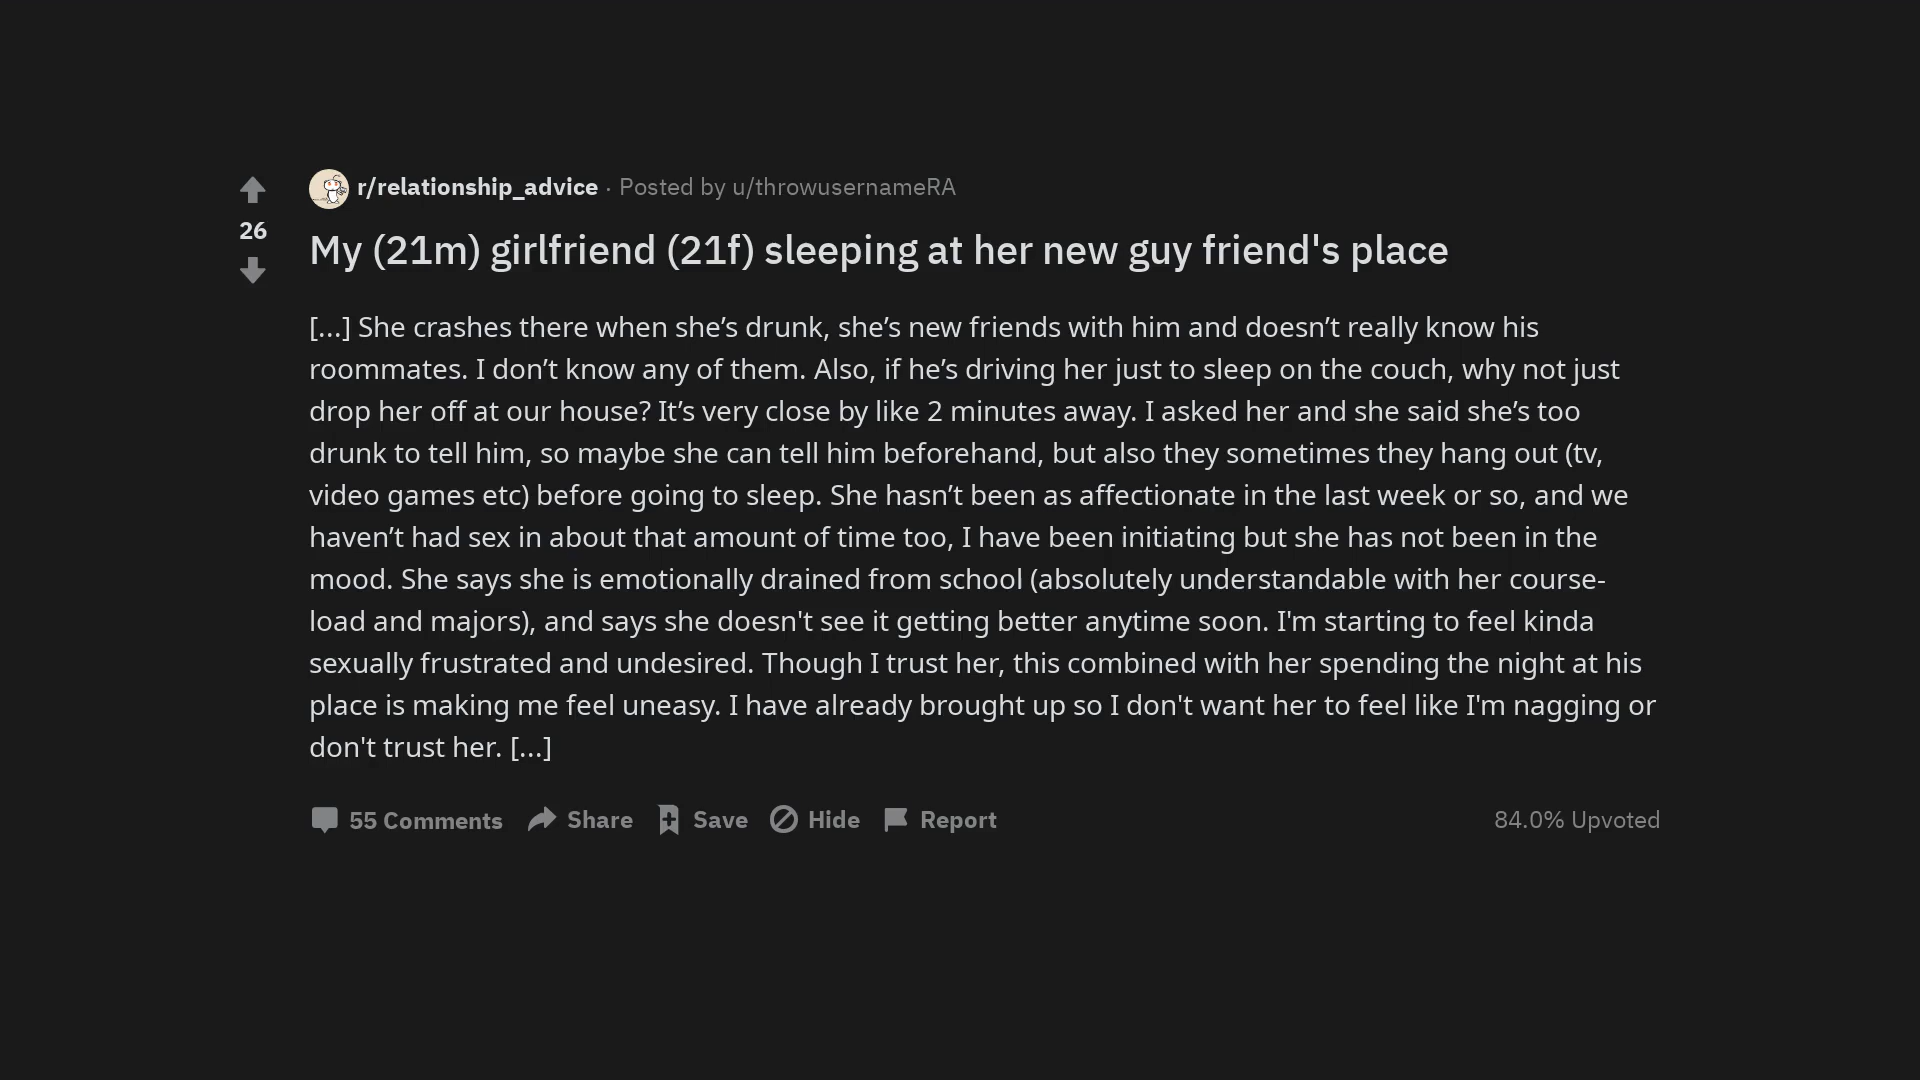 r/relationship_advice · Posted by u/throwusernameRA
26
My (21m) girlfriend (21f) sleeping at her new guy friend's place
[...] She crashes there when she’s drunk, she’s new friends with him and doesn’t really know his
roommates. I don’t know any of them. Also, if he’s driving her just to sleep on the couch, why not just
drop her off at our house? It’s very close by like 2 minutes away. I asked her and she said she’s too
drunk to tell him, so maybe she can tell him beforehand, but also they sometimes they hang out (tv,
video games etc) before going to sleep. She hasn’t been as affectionate in the last week or so, and we
haven’t had sex in about that amount of time too, I have been initiating but she has not been in the
mood. She says she is emotionally drained from school (absolutely understandable with her course-
load and majors), and says she doesn't see it getting better anytime soon. I'm starting to feel kinda
sexually frustrated and undesired. Though I trust her, this combined with her spending the night at his
place is making me feel uneasy. I have already brought up so I don't want her to feel like I'm nagging or
don't trust her. [...]
55 Comments Share Save Hide Report 84.0% Upvoted